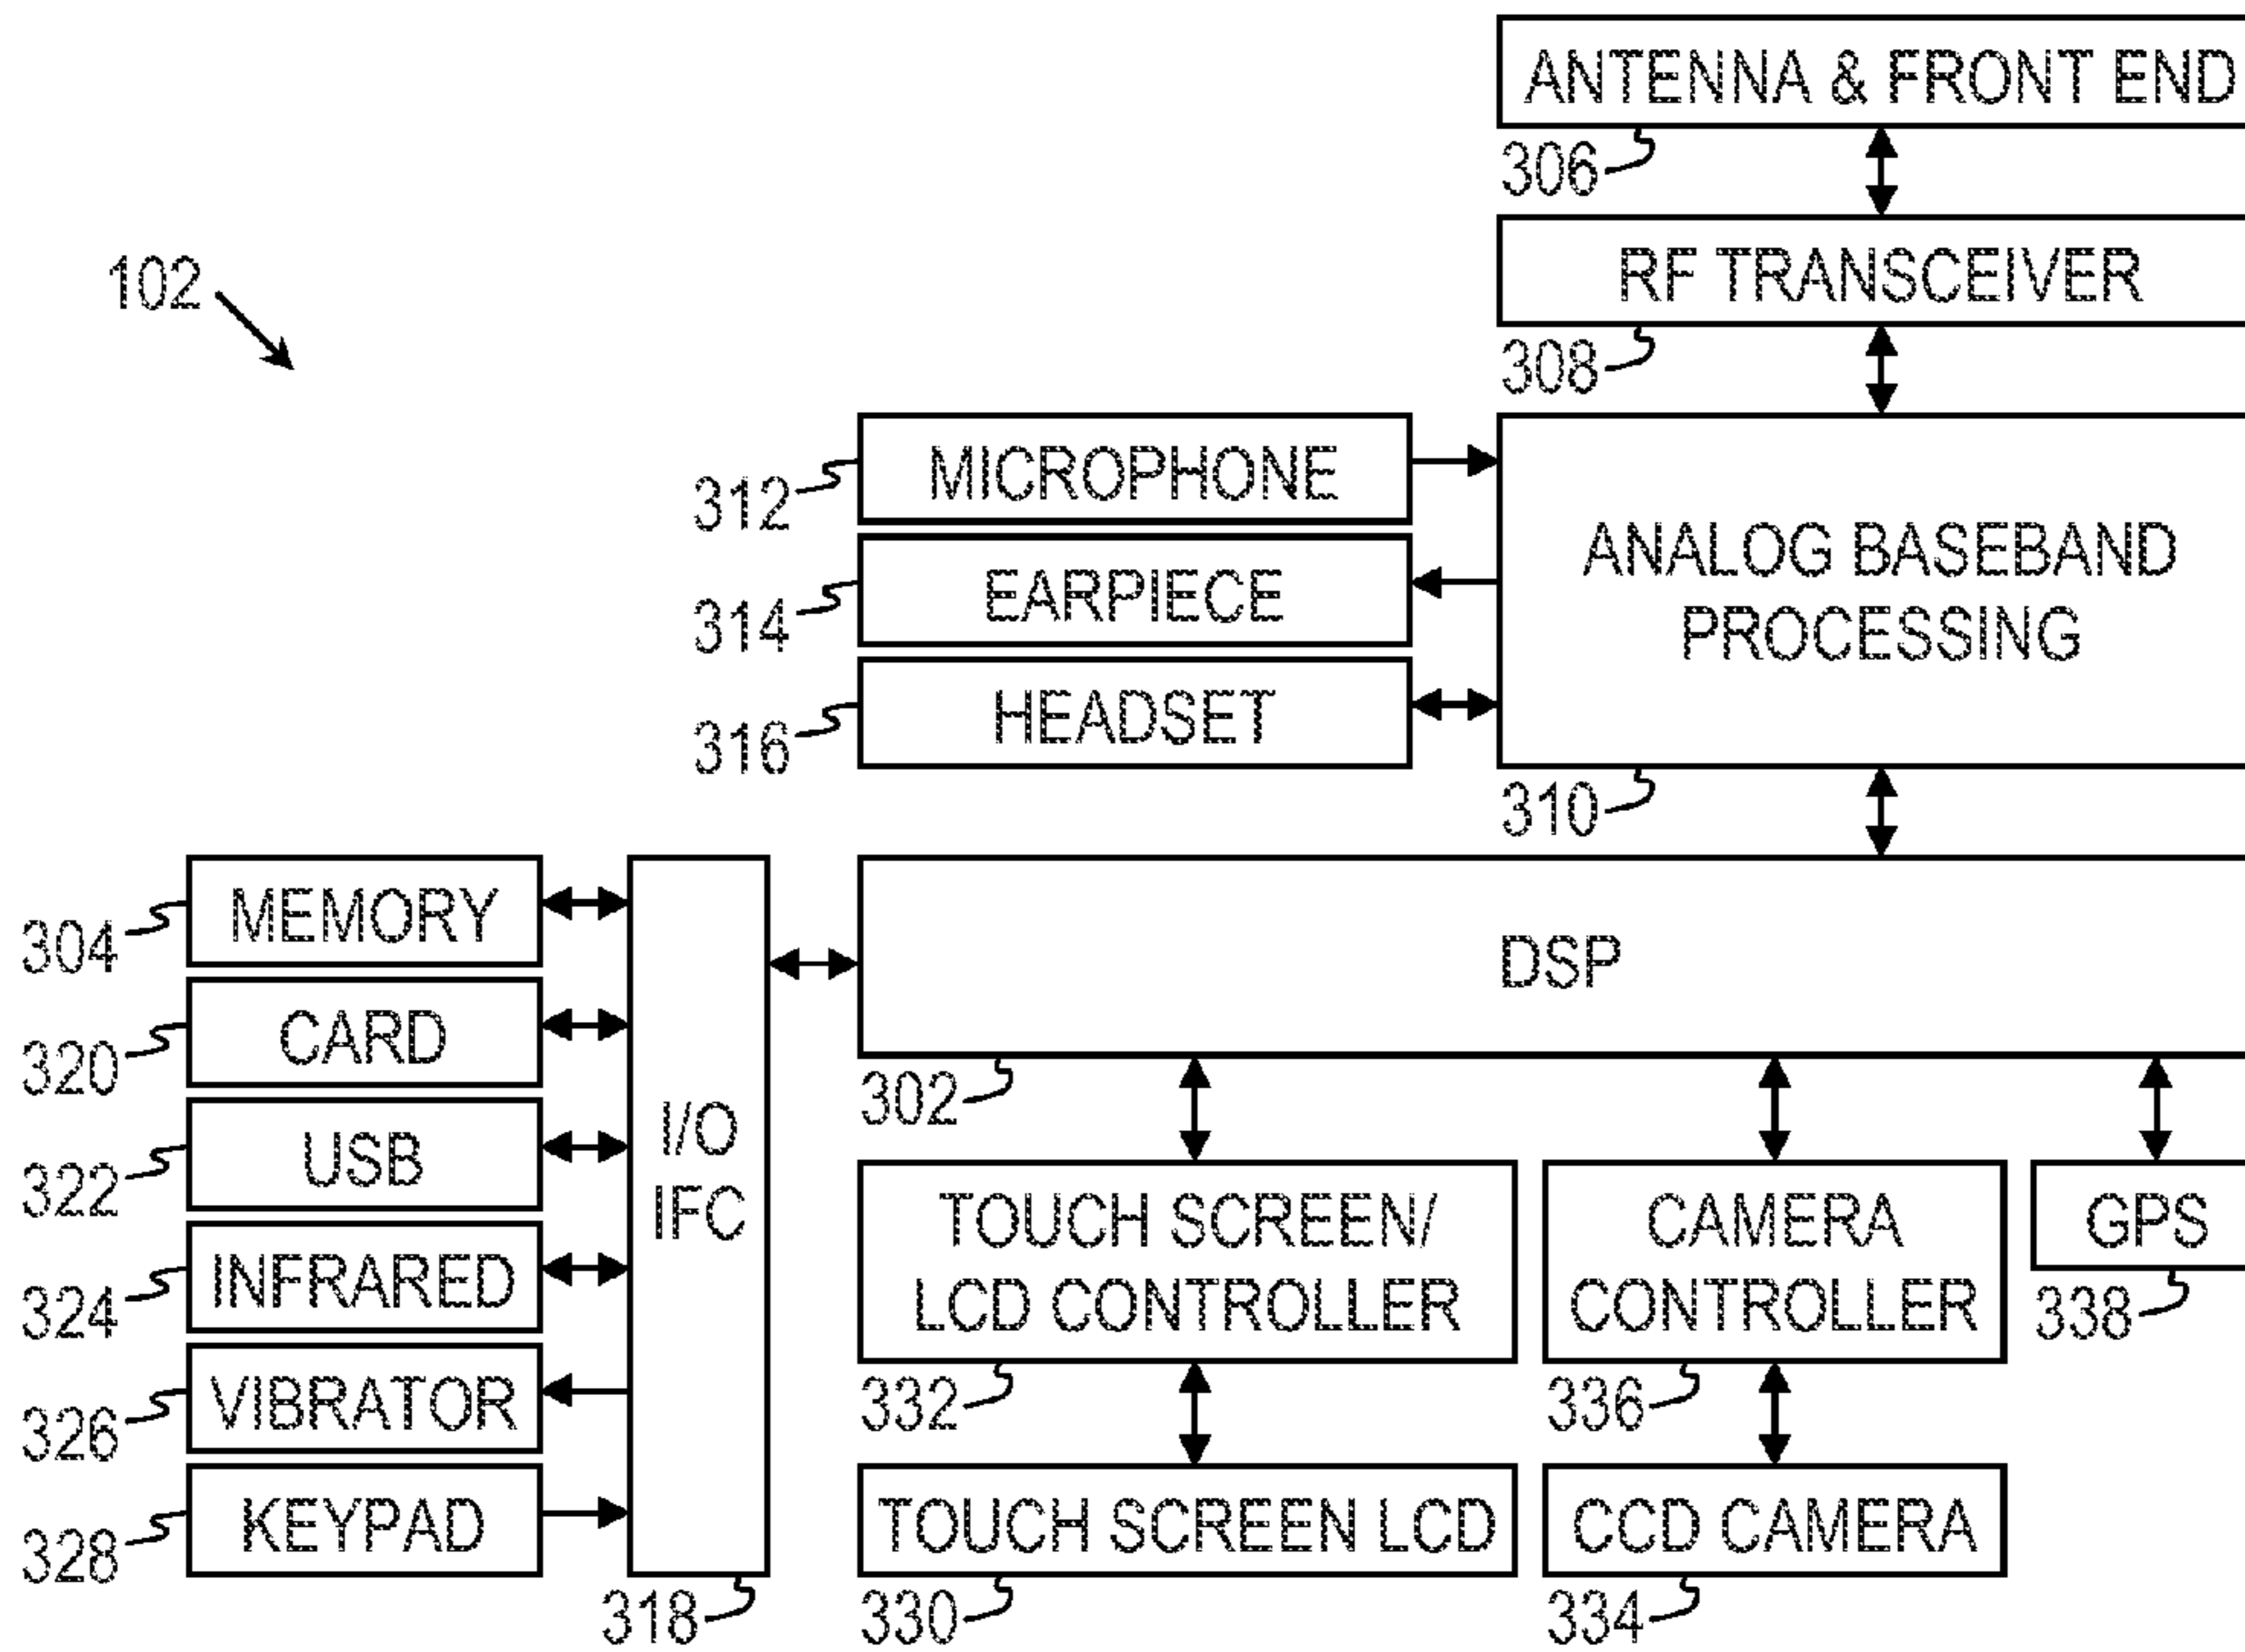 ANTENNA & FRONT END
306
102
RF TRANSCEIVER
308
MICROPHONE
312
EARPIECE
314
HEADSET
316
ANALOG BASEBAND
PROCESSING
310
MEMORY
304
CARD
320
USB
322
INFRARED
324
VIBRATOR
326
KEYPAD
328
I/O
IFC
318
DSP
302
TOUCH SCREEN/
LCD CONTROLLER
332
CAMERA
CONTROLLER
336
GPS
338
TOUCH SCREEN LCD
330
CCD CAMERA
334